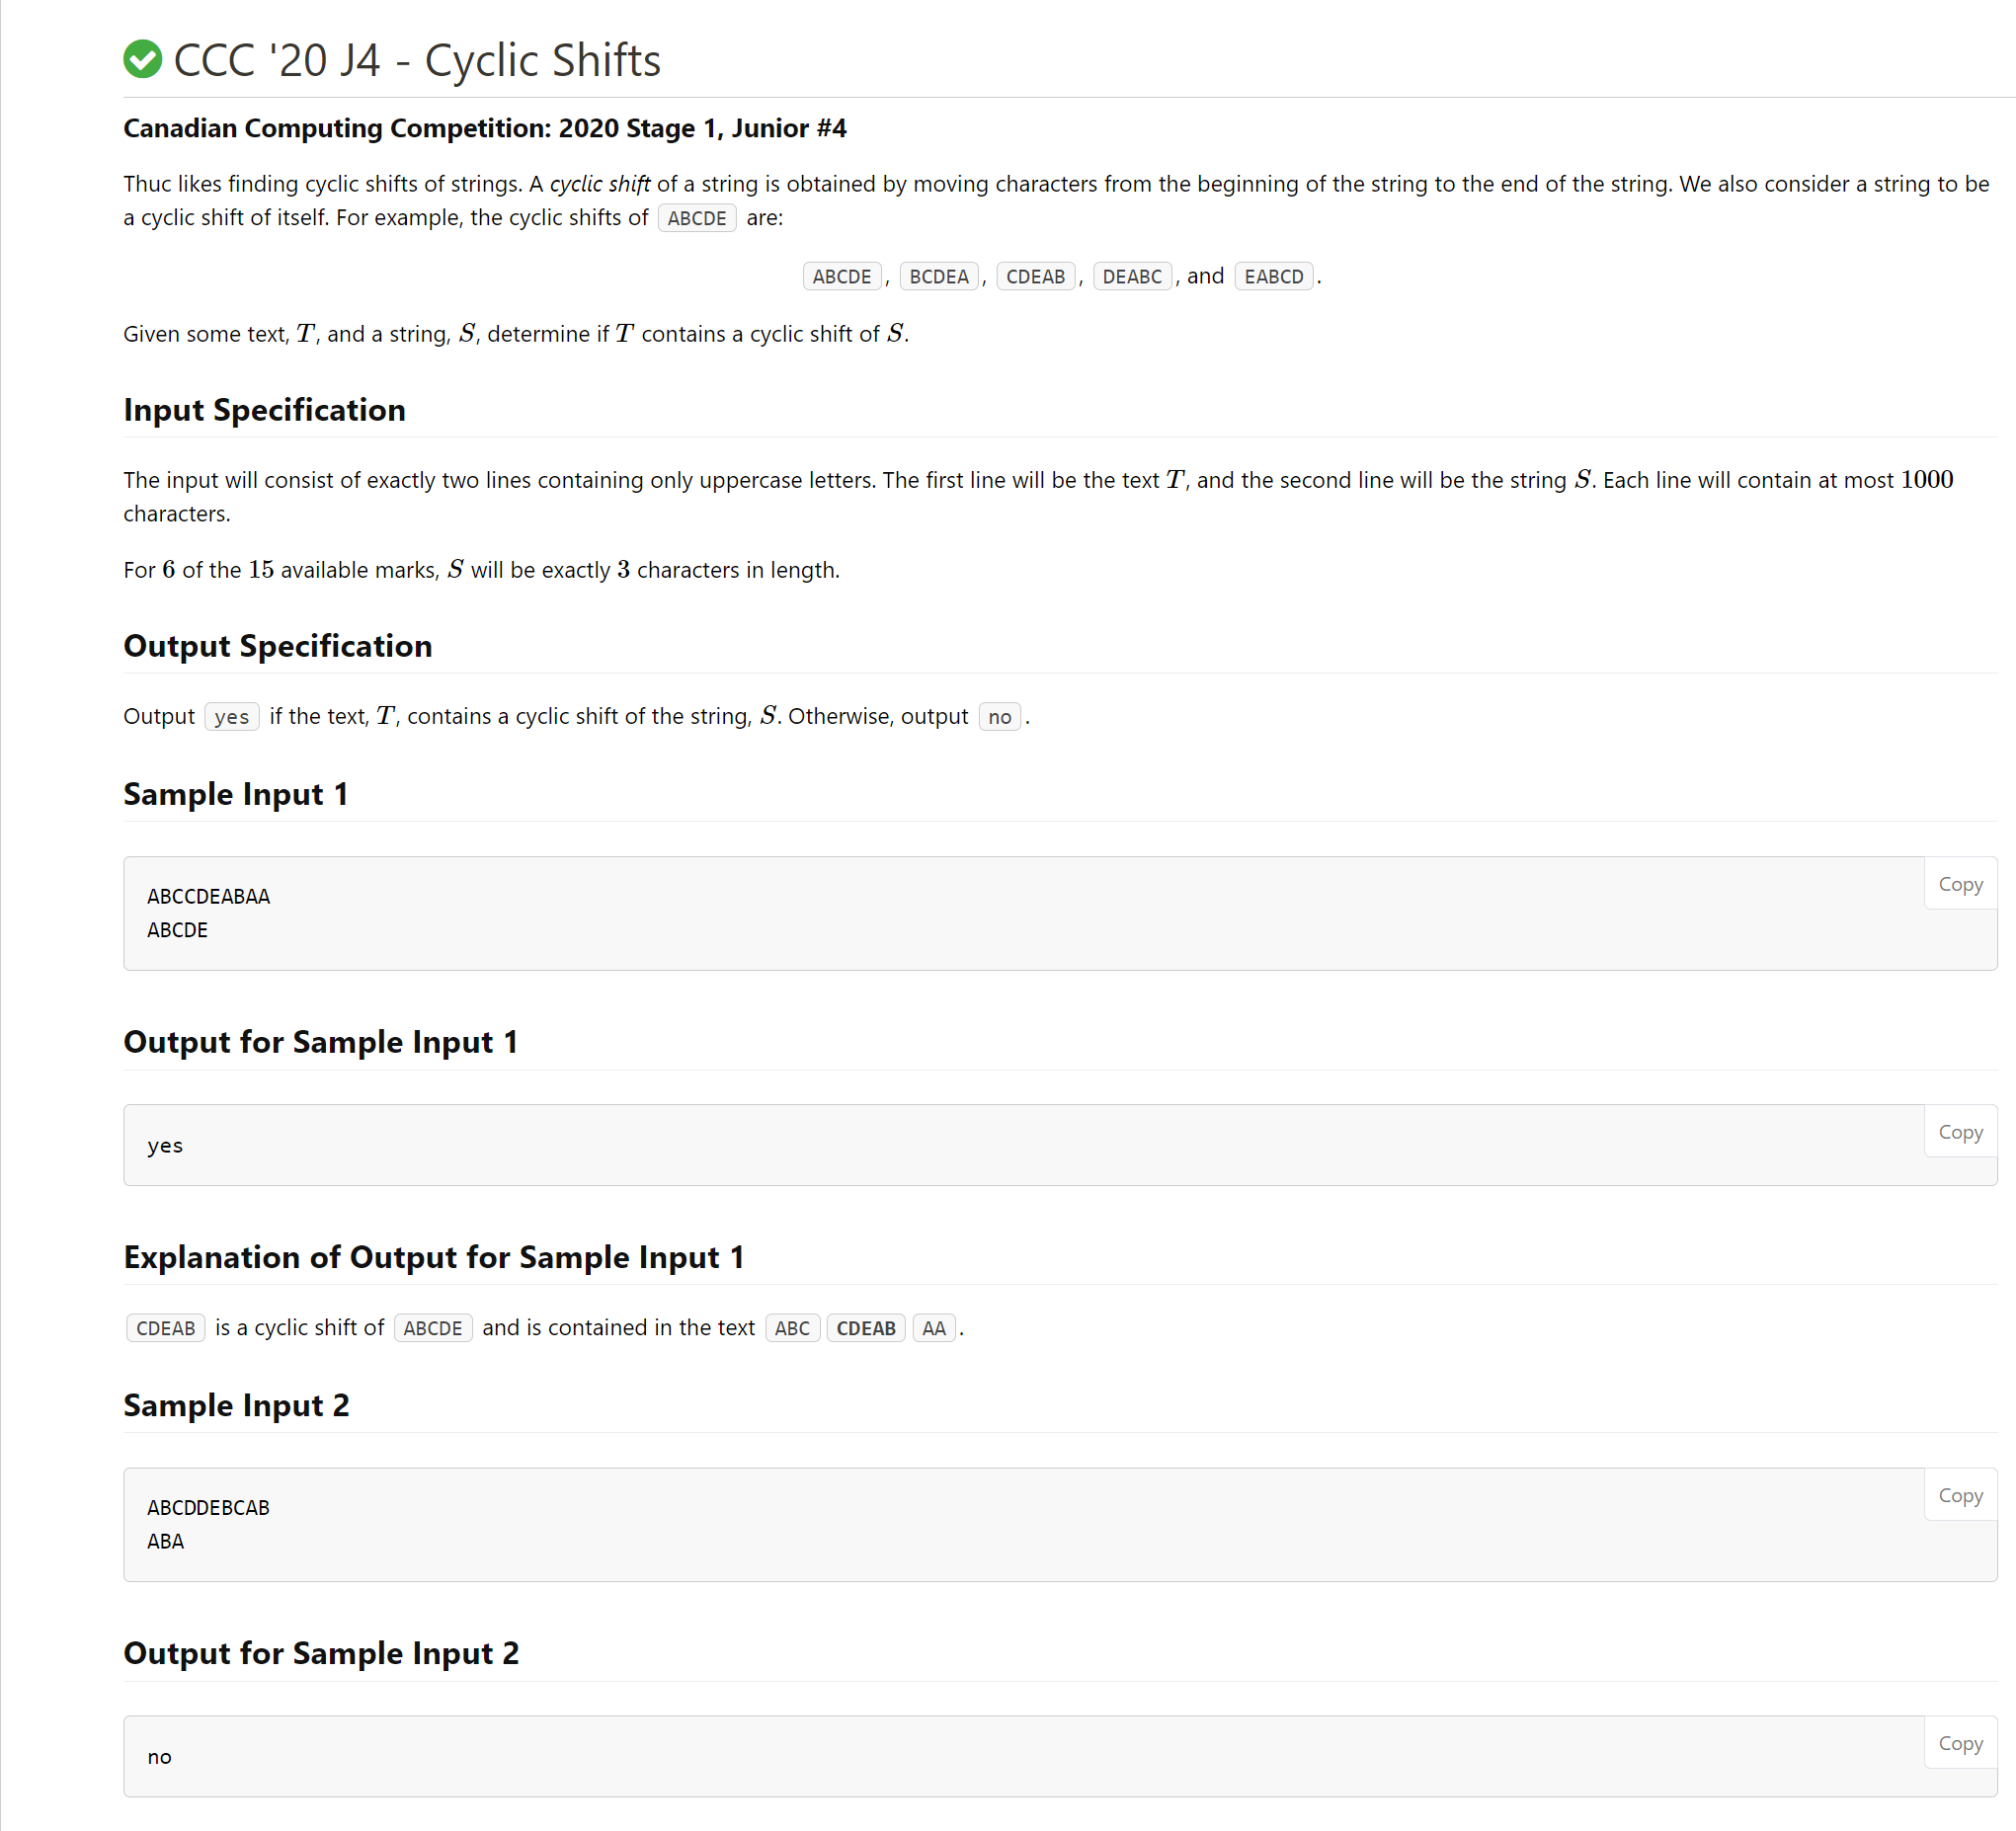 CCC '20 J4 - Cyclic Shifts
Canadian Computing Competition: 2020 Stage 1, Junior #4
Thuc likes finding cyclic shifts of strings. A cyclic shift of a string is obtained by moving characters from the beginning of the string to the end of the string. We also consider a string to be
a cyclic shift of itself. For example, the cyclic shifts of ABCDE are:
ABCDE, BCDEA, CDEAB, DEABC, and EABCD.
Given some text, T, and a string, S, determine if T contains a cyclic shift of S.
Input Specification
The input will consist of exactly two lines containing only uppercase letters. The first line will be the text T, and the second line will be the string S. Each line will contain at most 1000
characters.
For 6 of the 15 available marks, S will be exactly 3 characters in length.
Output Specification
Output yes if the text, T, contains a cyclic shift of the string, S. Otherwise, output no.
Sample Input 1
Copy
ABCCDEABAA
ABCDE
Output for Sample Input 1
Copy
yes
Explanation of Output for Sample Input 1
CDEAB is a cyclic shift of ABCDE and is contained in the text ABC CDEAB AA.
Sample Input 2
Copy
ABCDDEBCAB
ABA
Output for Sample Input 2
Copy
no